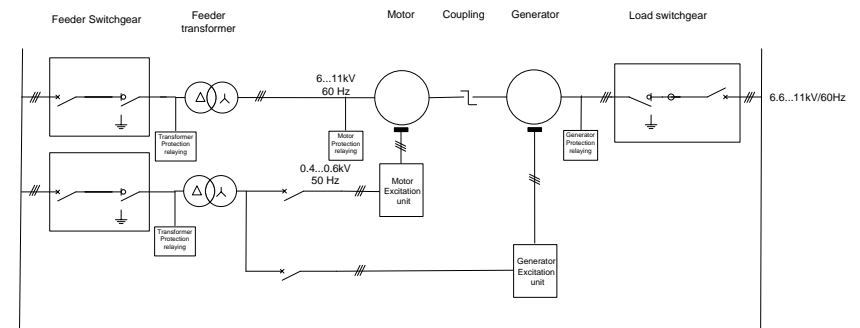 Feeder Switchgear
Feeder
transformer
Motor
Coupling
Generator
Load switchgear
6...11kV
60 Hz
6.6...11kV/60Hz
Transformer
Protection
relaying
Motor
Protection
relaying
Generator
Protection
relaying
0.4...0.6kV
50 Hz
Motor
Excitation
unit
Transformer
Protection
relaying
Generator
Excitation
unit